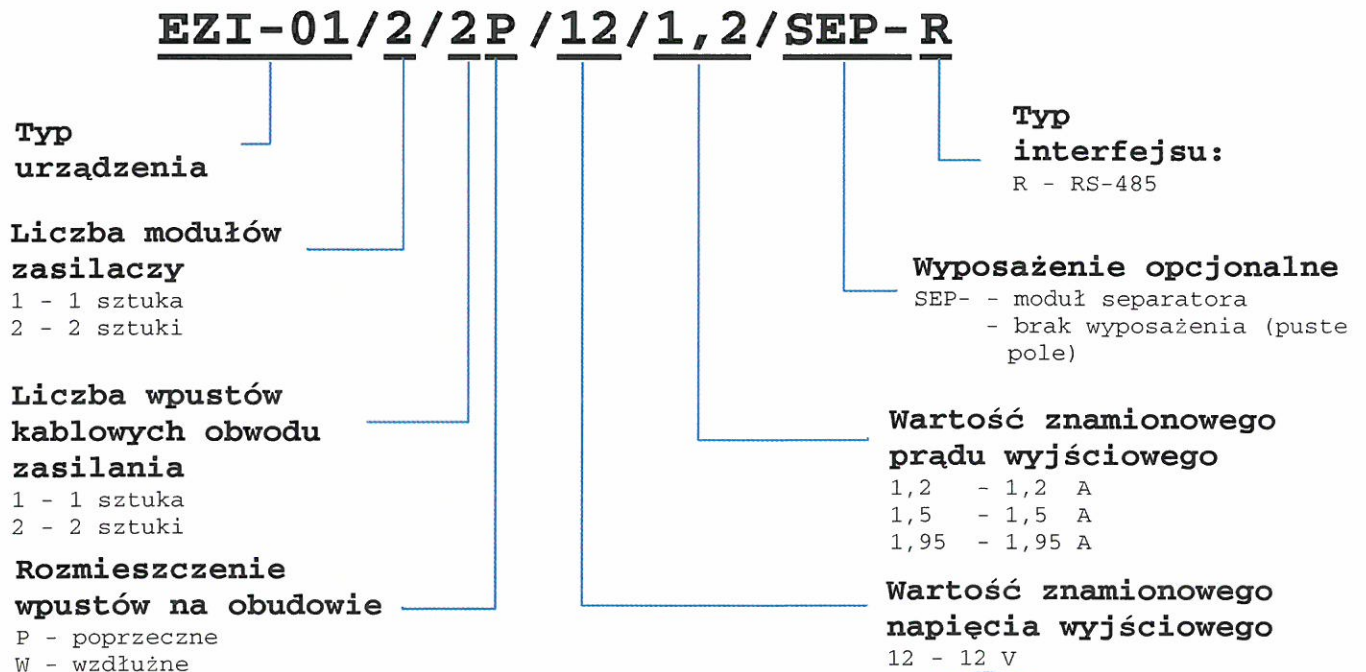 EZI-01/2/2P/12/1,2/SEP-R
Typ
urządzenia
Liczba modułów
zasilaczy
1 - 1 sztuka
2 - 2 sztuki
Liczba wpustów
kablowych obwodu
zasilania
1 - 1 sztuka
2 - 2 sztuki
Rozmieszczenie
wpustów na obudowie
P - poprzeczne
W - wzdłużne
Typ
interfejsu:
R - RS-485
Wyposażenie opcjonalne
SEP- - moduł separatora
- brak wyposażenia (puste
pole)
Wartość znamionowego
prądu wyjściowego
1,2 - 1,2 A
1,5 - 1,5 A
1,95 - 1,95 A
Wartość znamionowego
napięcia wyjściowego
12 - 12 V